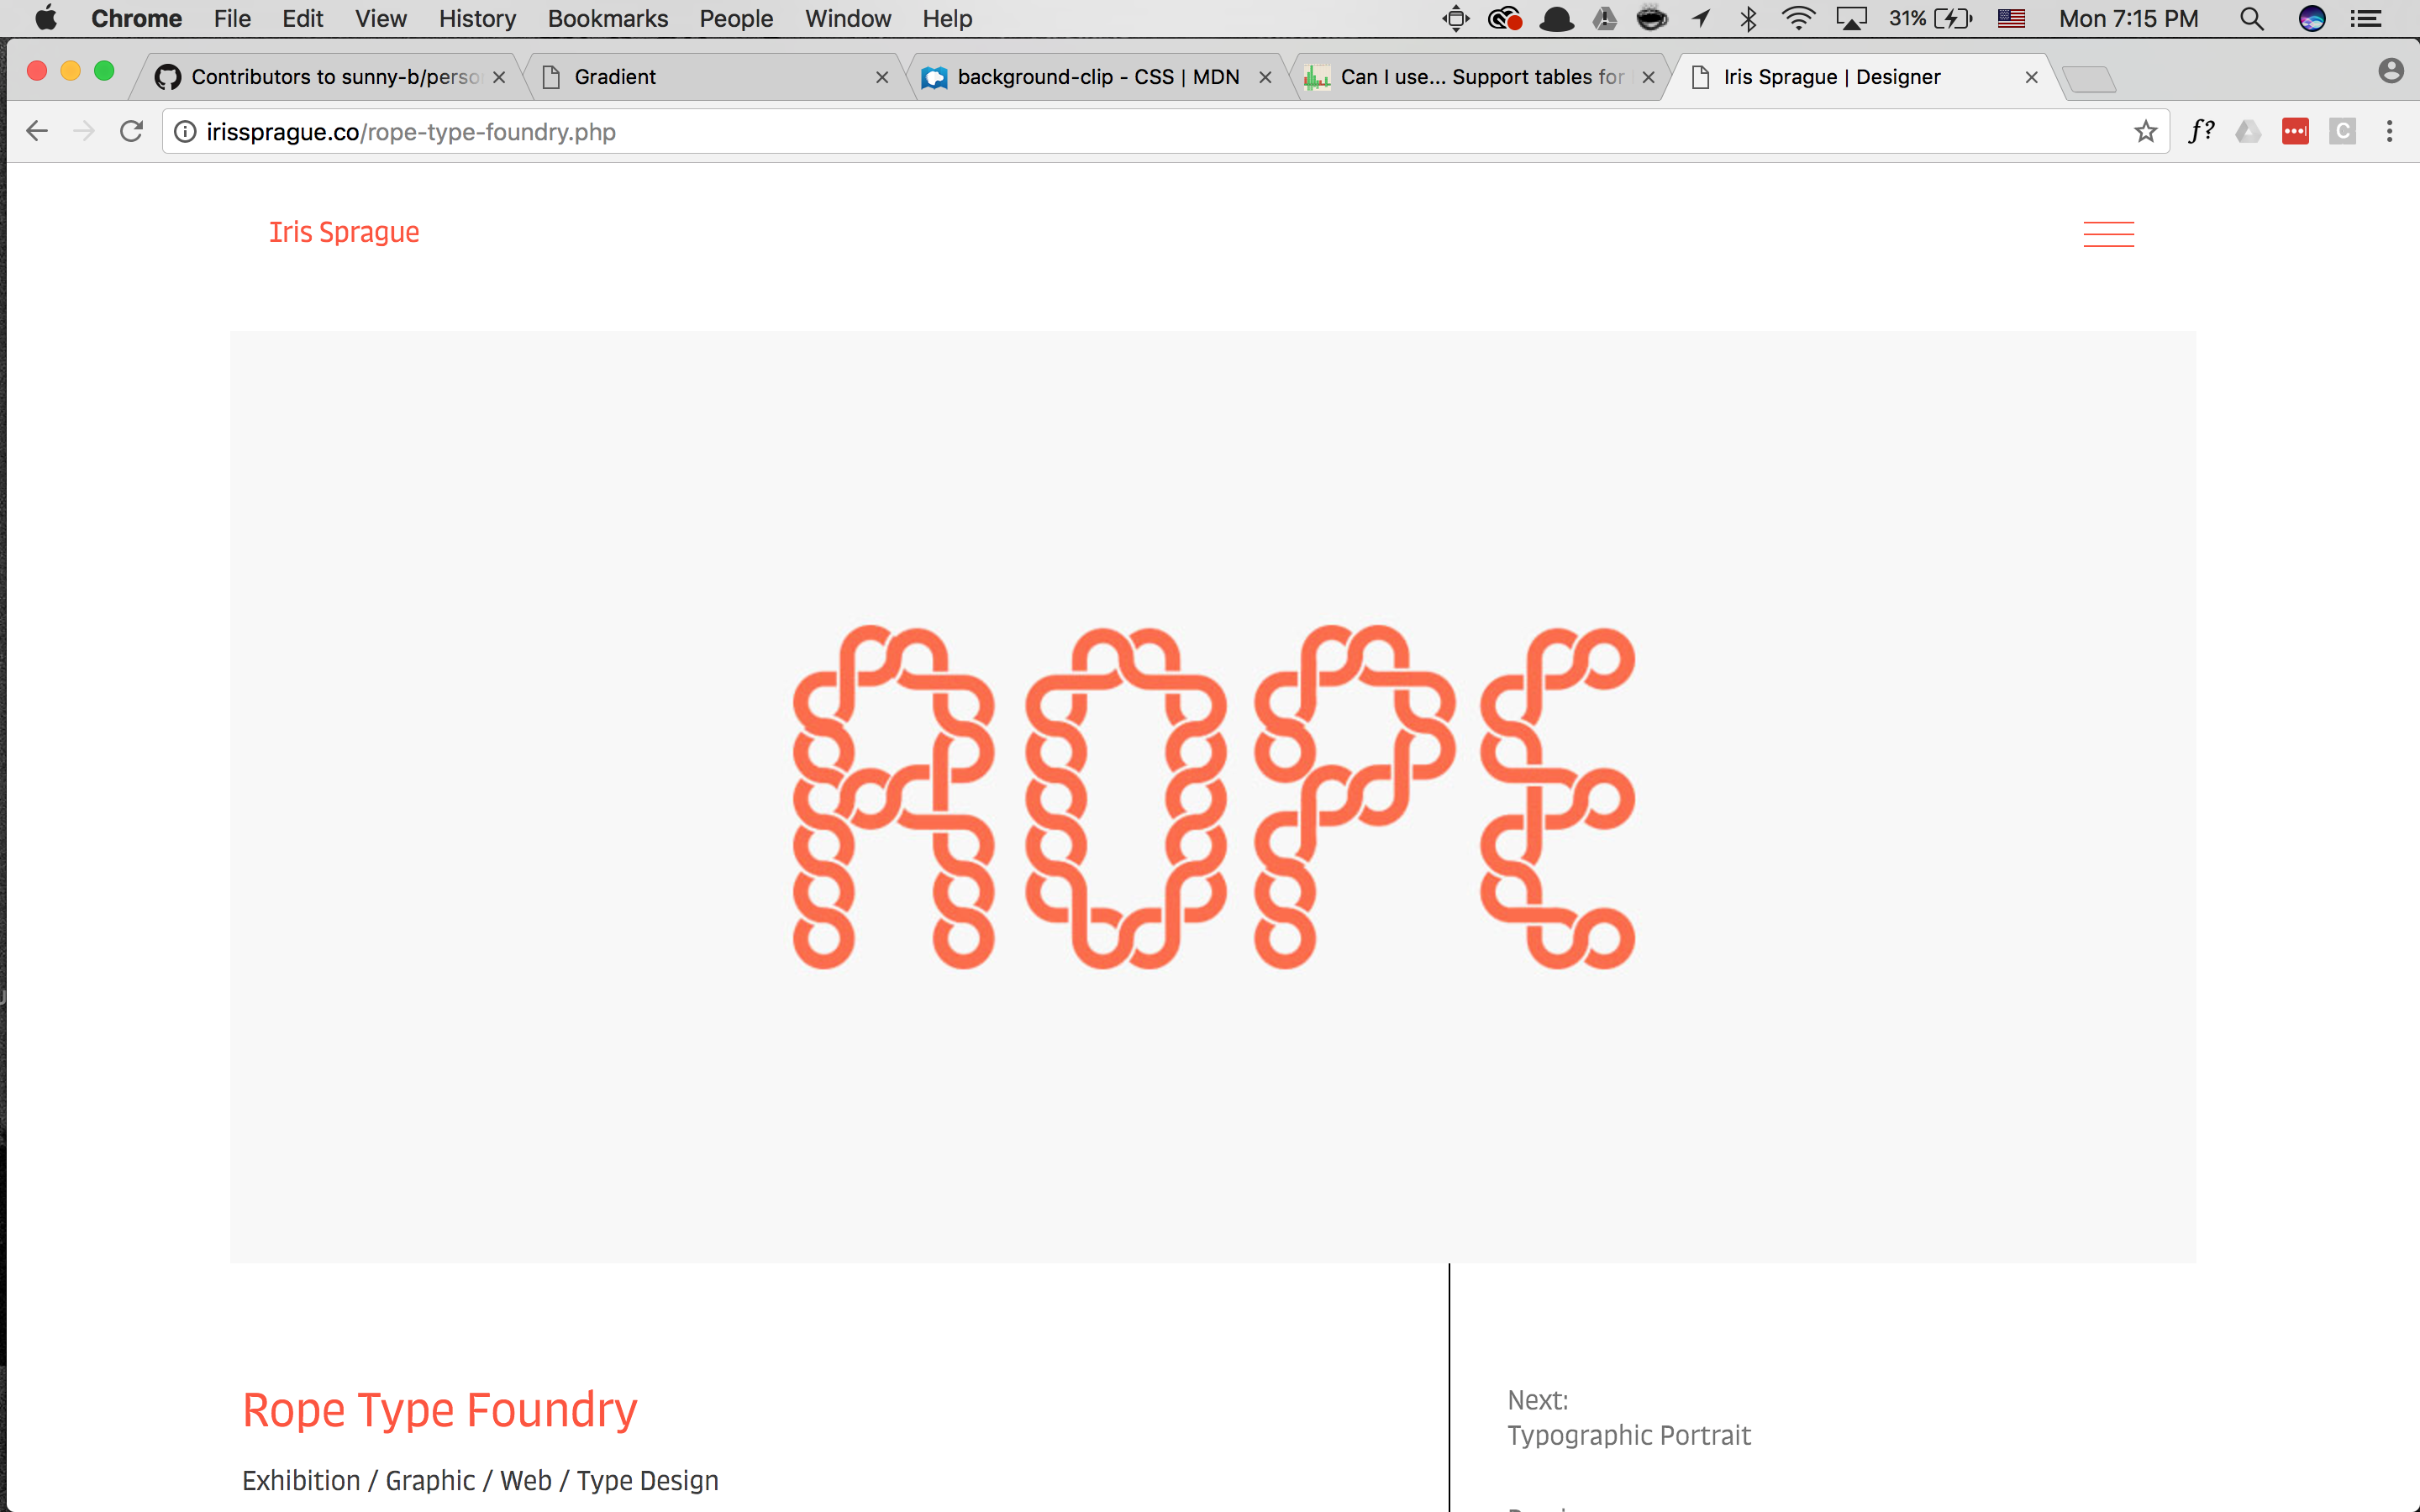 Chrome File Edit View History Bookmarks People Window Help 31% Mon 7:15 PM
Contributors to sunny-b/perso Gradient background-clip - CSS | MDN Can I use... Support tables for Iris Sprague | Designer
irissprague.co/rope-type-foundry.php f? C
Iris Sprague
ROPE
Rope Type Foundry
Exhibition / Graphic / Web / Type Design
Next:
Typographic Portrait